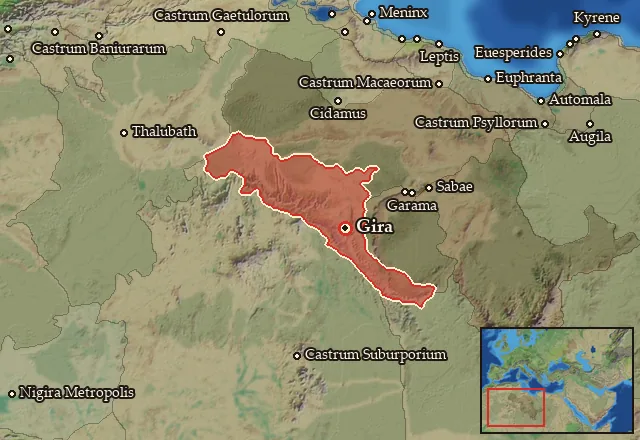 Castrum Gaetulorum
Meninx
Kyrene
Castrum Baniurarum
Leptis
Euesperides
Castrum Macaeorum
Euphranta
Cidamus
Automala
Thalubath
Castrum Psyllorum
Augila
Sabae
Garama
Gira
Castrum Suburporium
Nigira Metropolis